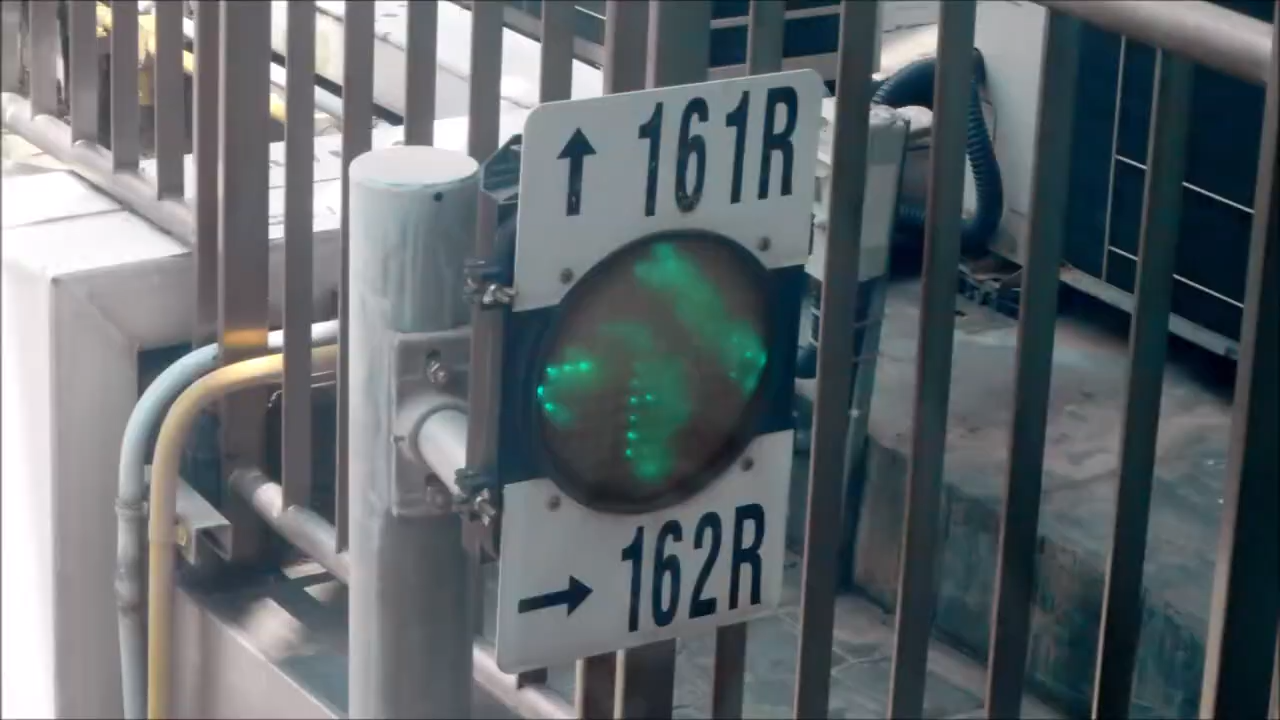 ↑ 161R
→ 162R